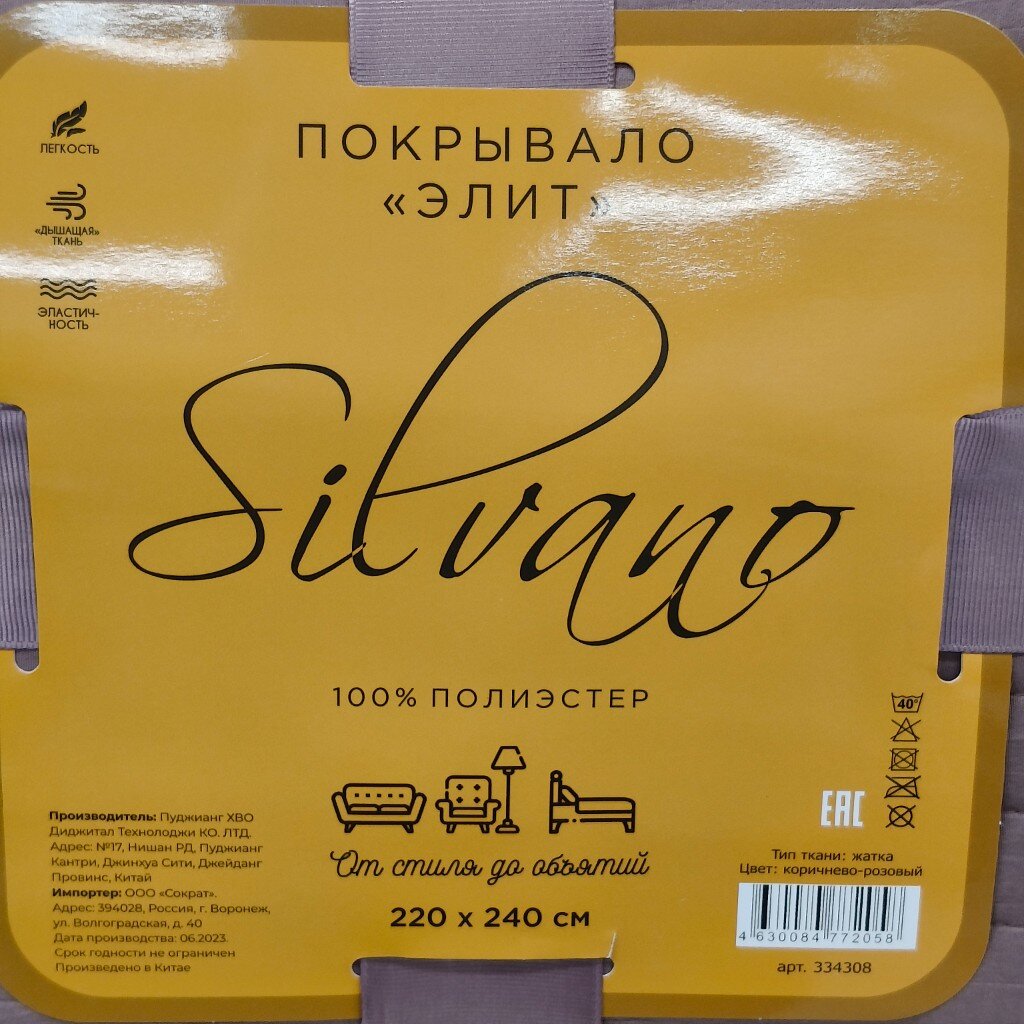 ПОКРЫВАЛО
«ЭЛИТ»
ЛЕГКОСТЬ
«ДЫШАЩАЯ»
ТКАНЬ
ЭЛАСТИЧ-
НОСТЬ
Silvano
100% ПОЛИЭСТЕР
40°
EAC
От стиля до объятий
220 х 240 см
Производитель: Пуджианг ХВО
Диджитал Технолоджи КО. ЛТД.
Адрес: №17, Нишан РД, Пуджианг
Кантри, Джинхуа Сити, Джейданг
Провинс, Китай
Импортер: ООО «Сократ».
Адрес: 394028, Россия, г. Воронеж,
ул. Волгоградская, д. 40
Дата производства: 06.2023.
Срок годности не ограничен
Произведено в Китае
Тип ткани: жатка
Цвет: коричнево-розовый
4 630084 772058
арт. 334308